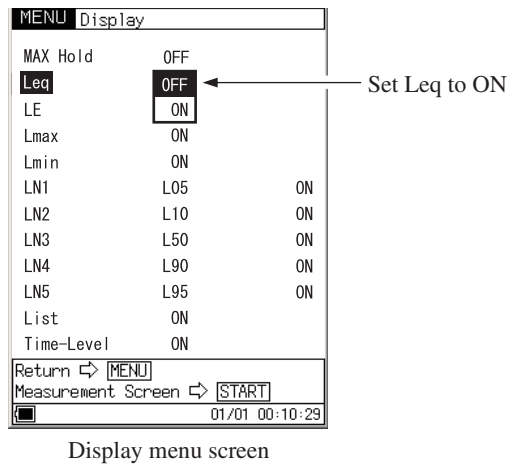 MENU Display
MAX Hold OFF
Leq OFF Set Leq to ON
LE ON
Lmax ON
Lmin ON
LN1 L05 ON
LN2 L10 ON
LN3 L50 ON
LN4 L90 ON
LN5 L95 ON
List ON
Time-Level ON
Return ⇨ MENU
Measurement Screen ⇨ START
01/01 00:10:29
Display menu screen